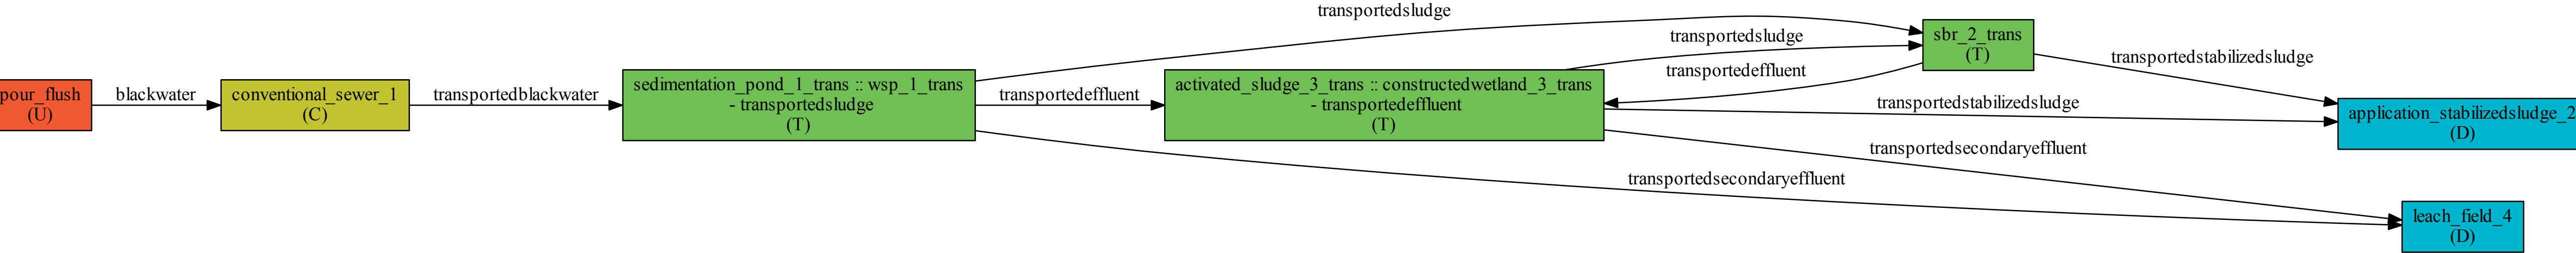 pour_flush
(U)
blackwater
conventional_sewer_1
(C)
transportedblackwater
sedimentation_pond_1_trans :: wsp_1_trans
- transportedsludge
(T)
transportedsludge
transportedeffluent
transportedsecondaryeffluent
activated_sludge_3_trans :: constructedwetland_3_trans
- transportedeffluent
(T)
transportedsludge
transportedeffluent
transportedstabilizedsludge
transportedsecondaryeffluent
sbr_2_trans
(T)
transportedstabilizedsludge
application_stabilizedsludge_2
(D)
leach_field_4
(D)